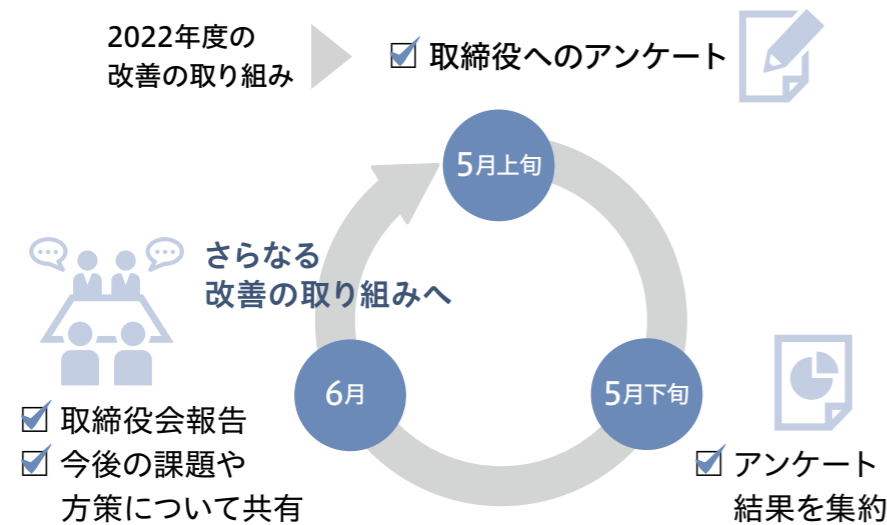 2022年度の
改善の取り組み
取締役へのアンケート
5月上旬
さらなる
改善の取り組みへ
6月
5月下旬
取締役会報告
今後の課題や
方策について共有
アンケート
結果を集約